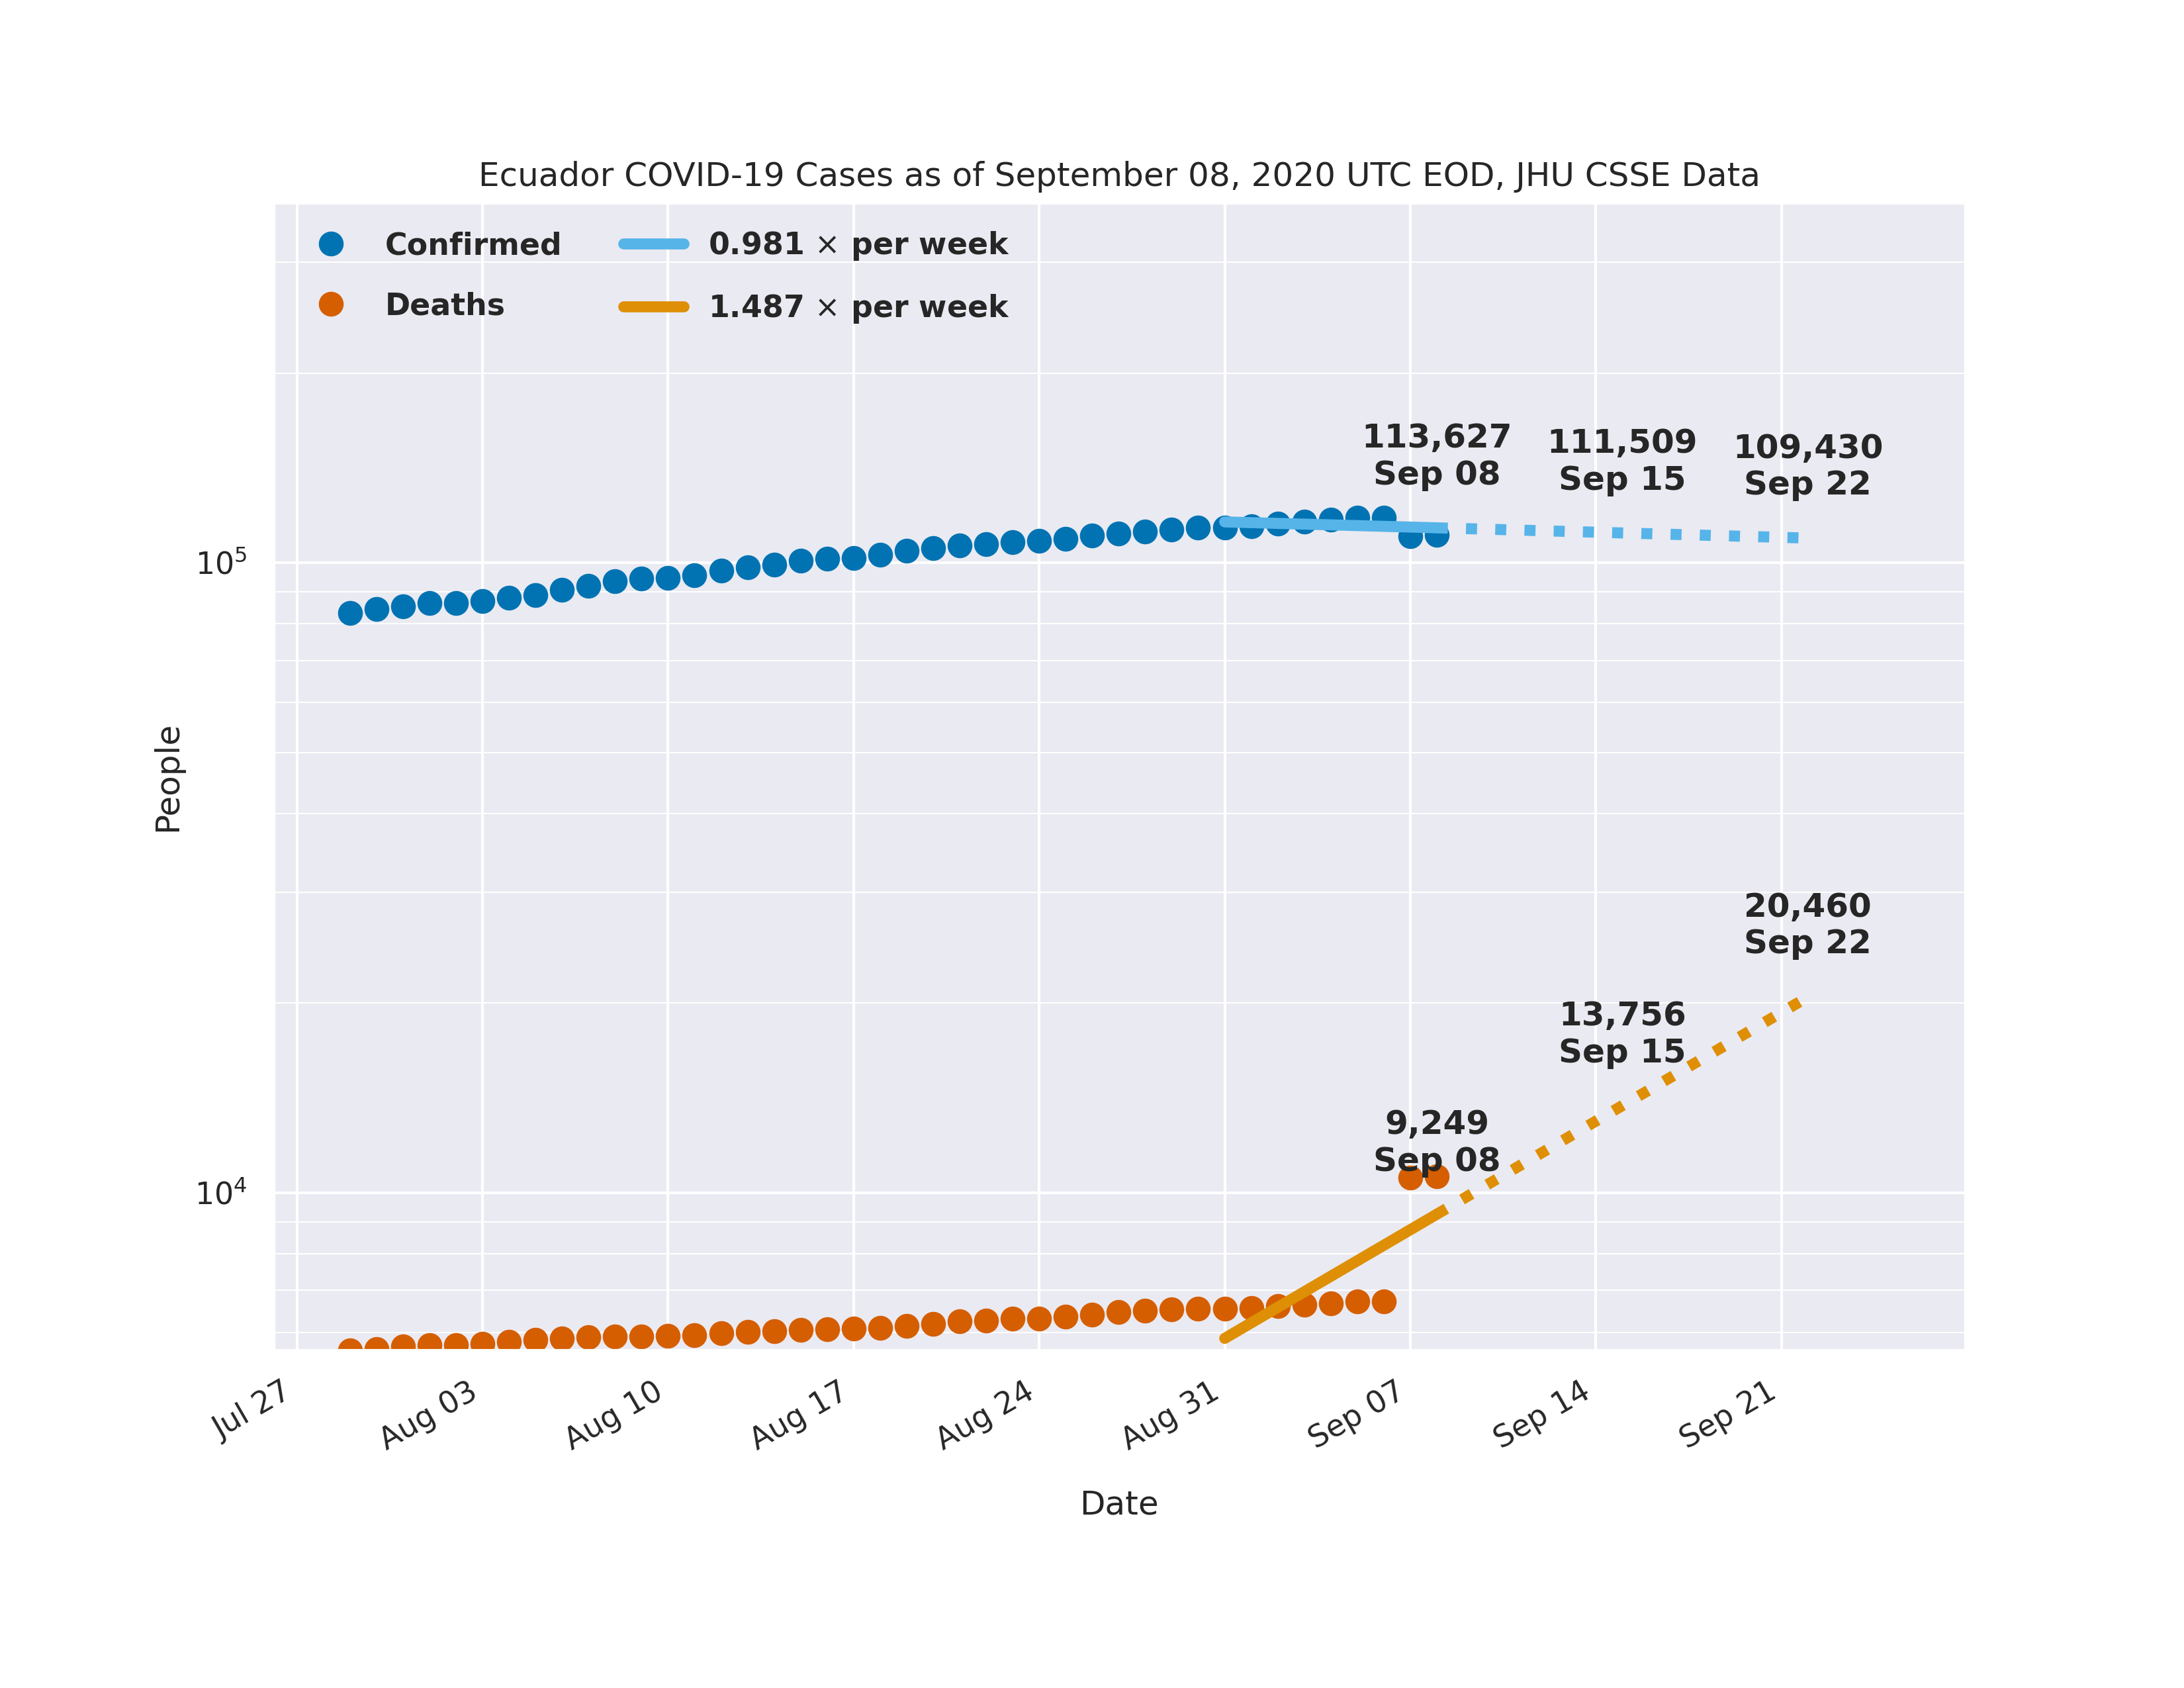 Ecuador COVID-19 Cases as of September 08, 2020 UTC EOD, JHU CSSE Data
Confirmed
Deaths
0.981 × per week
1.487 × per week
113,627
Sep 08
111,509
Sep 15
109,430
Sep 22
20,460
Sep 22
13,756
Sep 15
9,249
Sep 08
People
10⁵
10⁴
Jul 27
Aug 03
Aug 10
Aug 17
Aug 24
Aug 31
Sep 07
Sep 14
Sep 21
Date